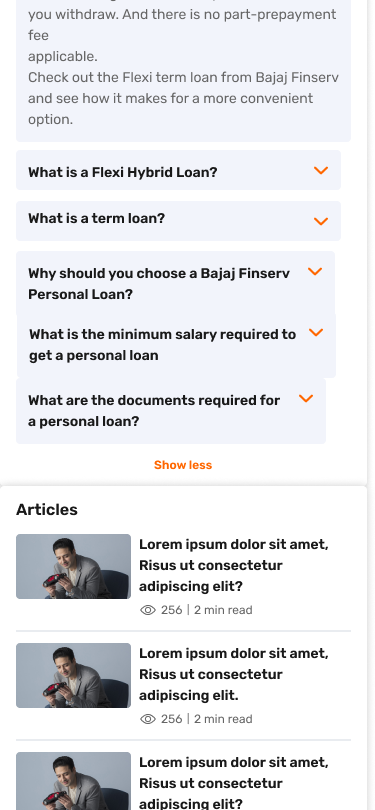 you withdraw. And there is no part-prepayment
fee
applicable.
Check out the Flexi term loan from Bajaj Finserv
and see how it makes for a more convenient
option.
What is a Flexi Hybrid Loan?
What is a term loan?
Why should you choose a Bajaj Finserv
Personal Loan?
What is the minimum salary required to
get a personal loan
What are the documents required for
a personal loan?
Show less
Articles
Lorem ipsum dolor sit amet,
Risus ut consectetur
adipiscing elit?
256 | 2 min read
Lorem ipsum dolor sit amet,
Risus ut consectetur
adipiscing elit.
256 | 2 min read
Lorem ipsum dolor sit amet,
Risus ut consectetur
adipiscing elit?